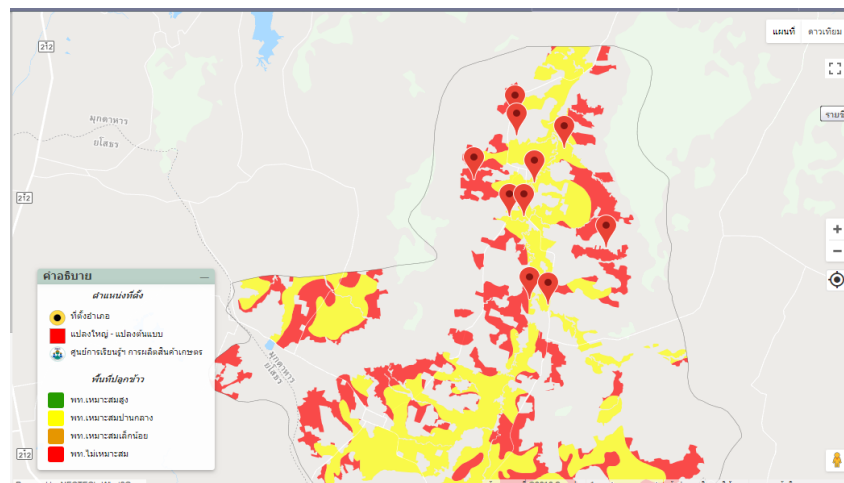 แผนที่ ดาวเทียม
212
มุกดาหาร
ยโสธร
212
คำอธิบาย
ตำแหน่งที่ตั้ง
ที่ตั้งอำเภอ
แปลงใหญ่ - แปลงต้นแบบ
ศูนย์การเรียนรู้ฯ การผลิตสินค้าเกษตร
พื้นที่ปลูกข้าว
พท.เหมาะสมสูง
พท.เหมาะสมปานกลาง
พท.เหมาะสมเล็กน้อย
พท.ไม่เหมาะสม
มุกดาหาร
ยโสธร
212